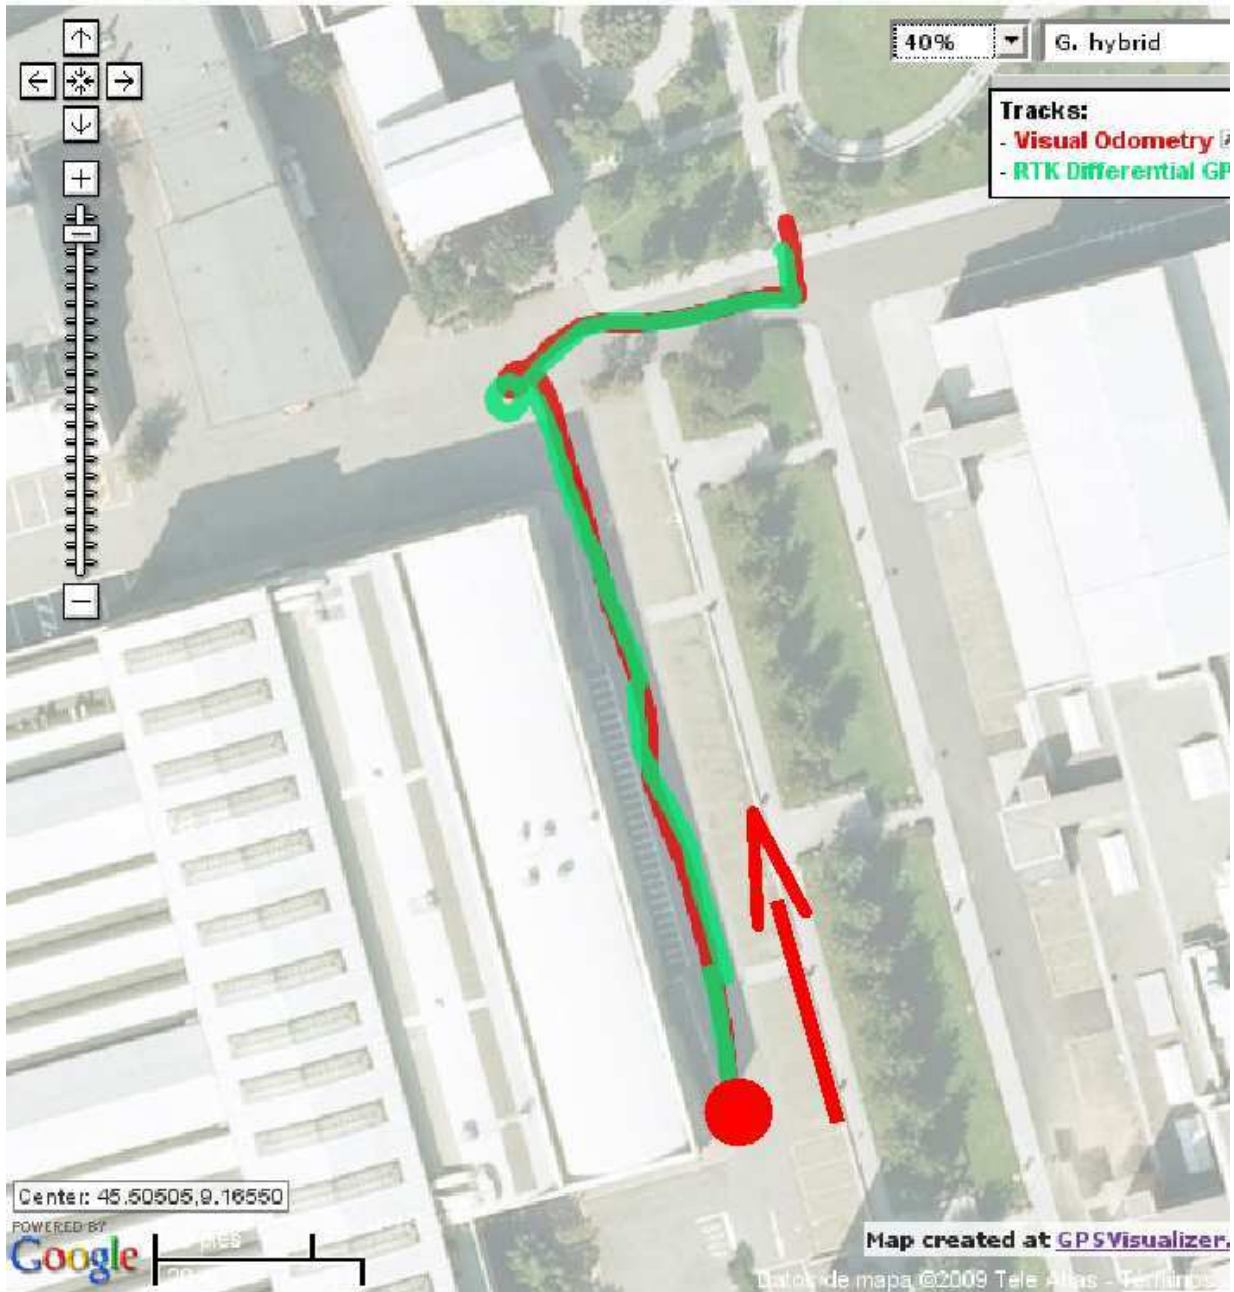 40%
G. hybrid
Tracks:
- Visual Odometry
- RTK Differential GP
Center: 45.50505,9.16550
POWERED BY
Google
pies
Map created at GPSVisualizer.
Datos de mapa ©2009 Tele Atlas - Términos